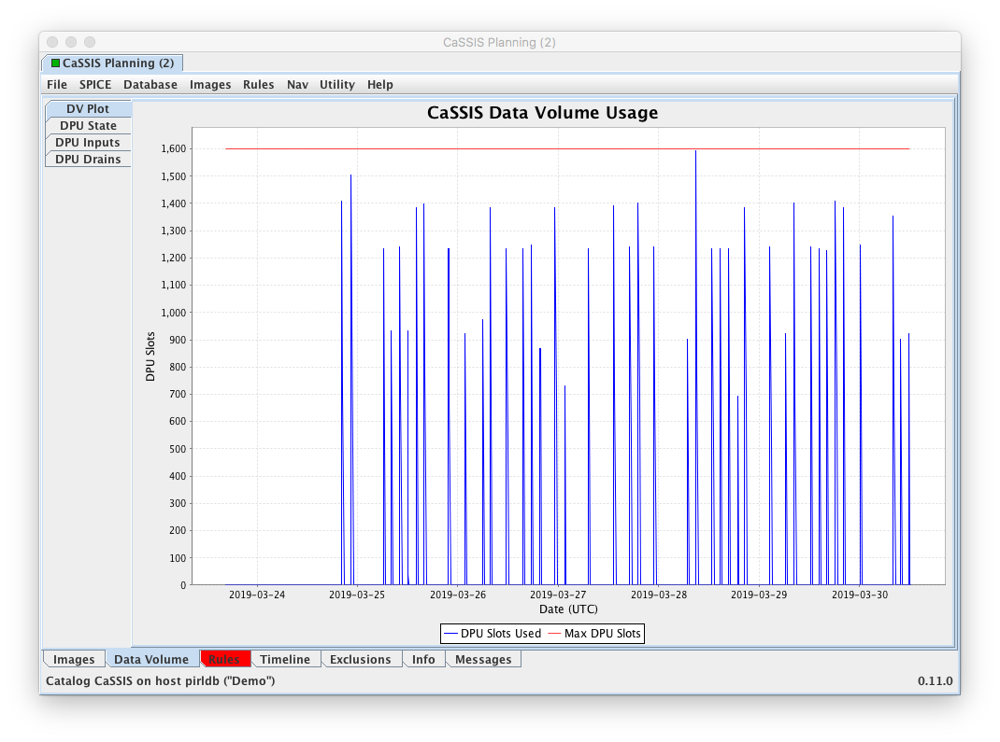 CaSSIS Planning (2)
CaSSIS Planning (2)
File SPICE Database Images Rules Nav Utility Help
DV Plot
DPU State
DPU Inputs
DPU Drains
CaSSIS Data Volume Usage
DPU Slots
1,600
1,500
1,400
1,300
1,200
1,100
1,000
900
800
700
600
500
400
300
200
100
0
2019-03-24 2019-03-25 2019-03-26 2019-03-27 2019-03-28 2019-03-29 2019-03-30
Date (UTC)
DPU Slots Used Max DPU Slots
Images Data Volume Rules Timeline Exclusions Info Messages
Catalog CaSSIS on host pirldb ("Demo") 0.11.0